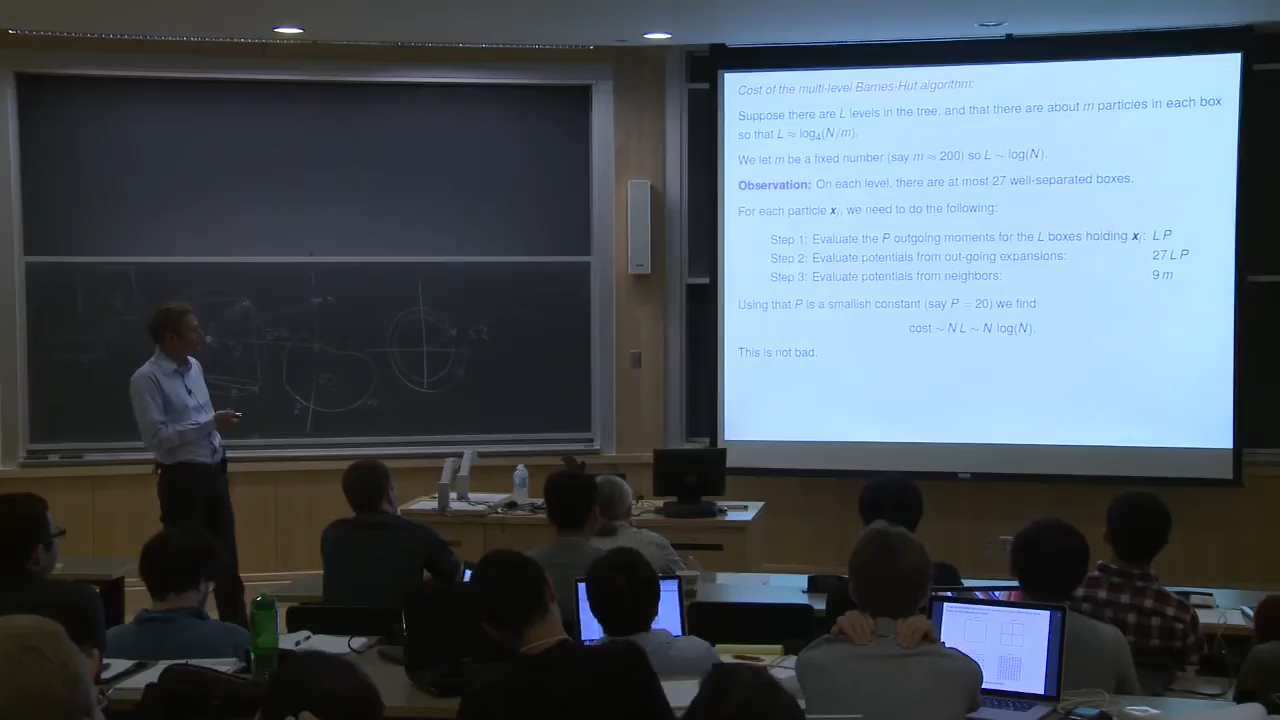 Cost of the multi-level Barnes-Hut algorithm:
Suppose there are L levels in the tree, and that there are about m particles in each box
so that L ≈ log₄(N/m).
We let m be a fixed number (say m ≈ 200) so L ∼ log(N).
Observation: On each level, there are at most 27 well-separated boxes.
For each particle xᵢ, we need to do the following:
Step 1: Evaluate the P outgoing moments for the L boxes holding xᵢ: L P
Step 2: Evaluate potentials from out-going expansions: 27 L P
Step 3: Evaluate potentials from neighbors: 9 m
Using that P is a smallish constant (say P = 20) we find
cost ∼ N L ∼ N log(N).
This is not bad.